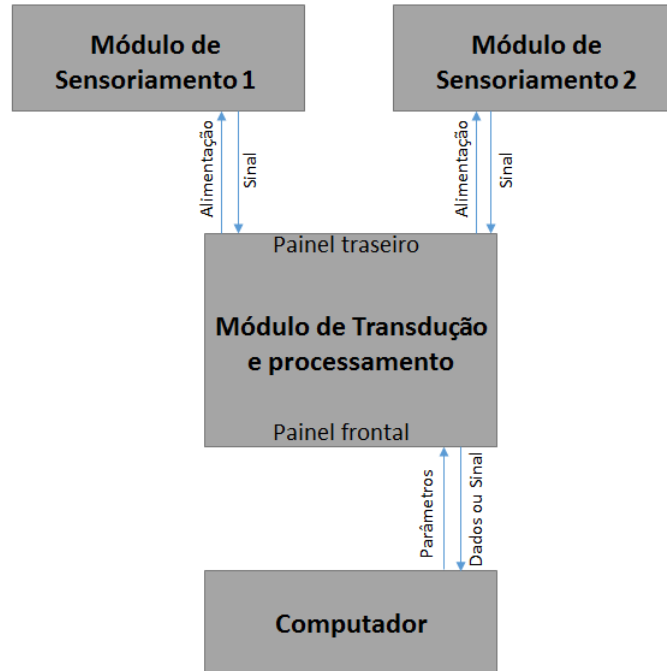 Módulo de
Sensoriamento 1
Módulo de
Sensoriamento 2
Alimentação
Sinal
Alimentação
Sinal
Painel traseiro
Módulo de Transdução
e processamento
Painel frontal
Parâmetros
Dados ou Sinal
Computador